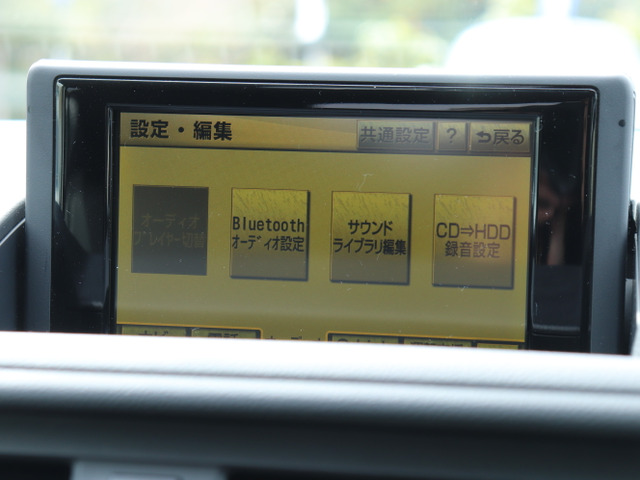 設定・編集
共通設定
?
戻る
オーディオ
プレイヤー切替
Bluetooth
オーディオ設定
サウンド
ライブラリ編集
CD⇒HDD
録音設定